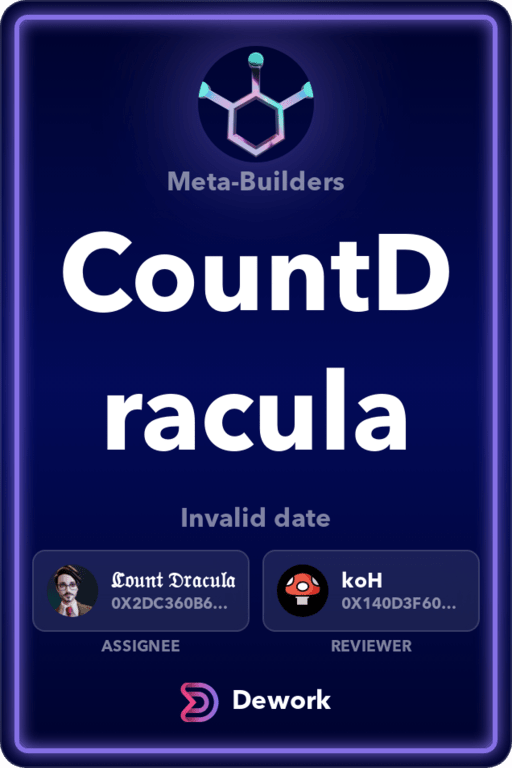 Meta-Builders
CountD
racula
Invalid date
𝕮ount 𝕯racula
0X2DC360B6...
koH
0X140D3F60...
ASSIGNEE
REVIEWER
Dework